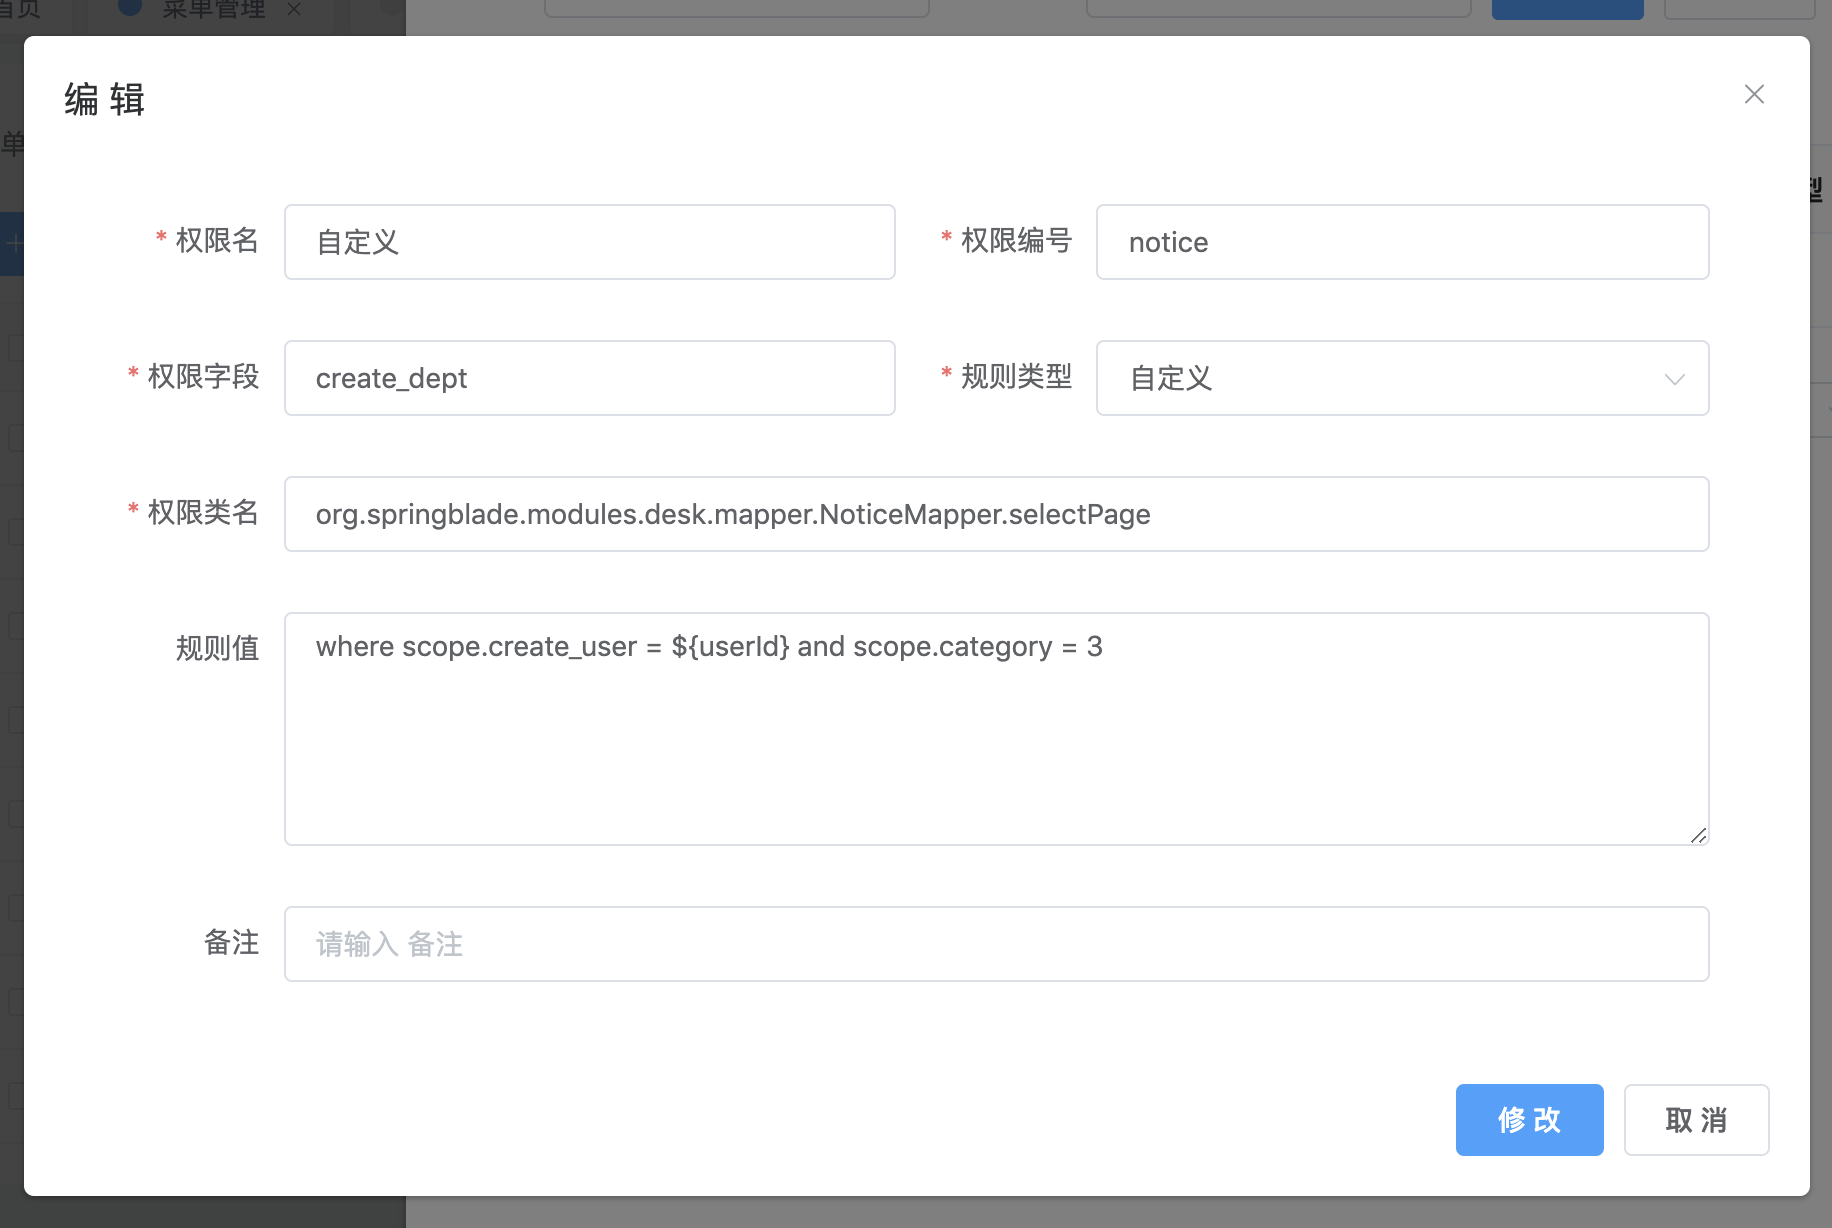 首页 菜单管理 ×
单
型
编 辑
* 权限名 自定义 * 权限编号 notice
* 权限字段 create_dept * 规则类型 自定义
* 权限类名 org.springblade.modules.desk.mapper.NoticeMapper.selectPage
规则值 where scope.create_user = ${userId} and scope.category = 3
备注 请输入 备注
修 改 取 消